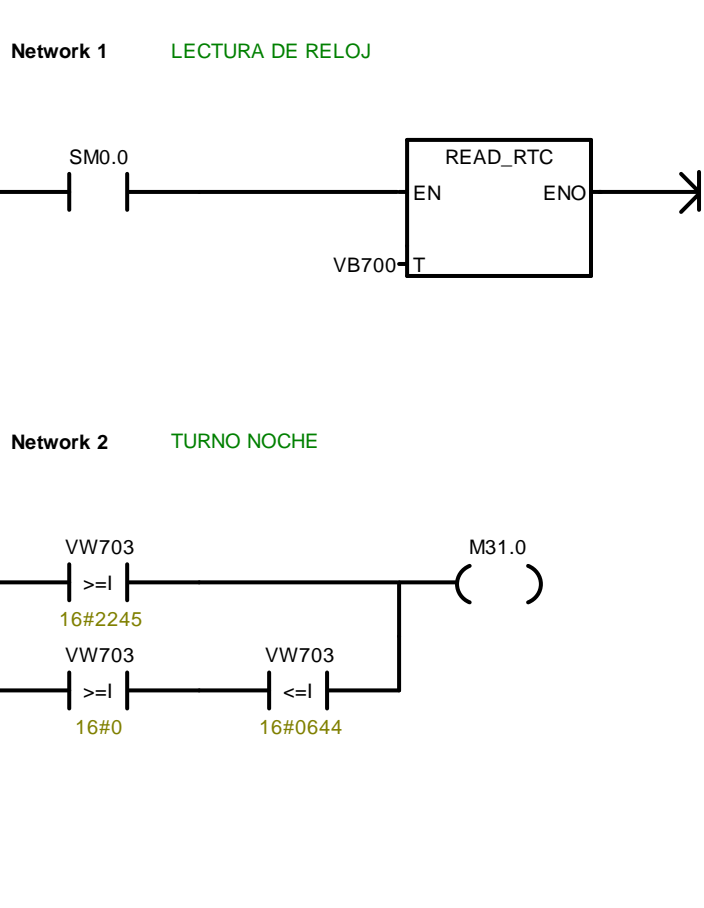 Network 1 LECTURA DE RELOJ
SM0.0 READ_RTC
EN ENO
VB700 T
Network 2 TURNO NOCHE
VW703 M31.0
>=I
16#2245
VW703 VW703
>=I <=I
16#0 16#0644